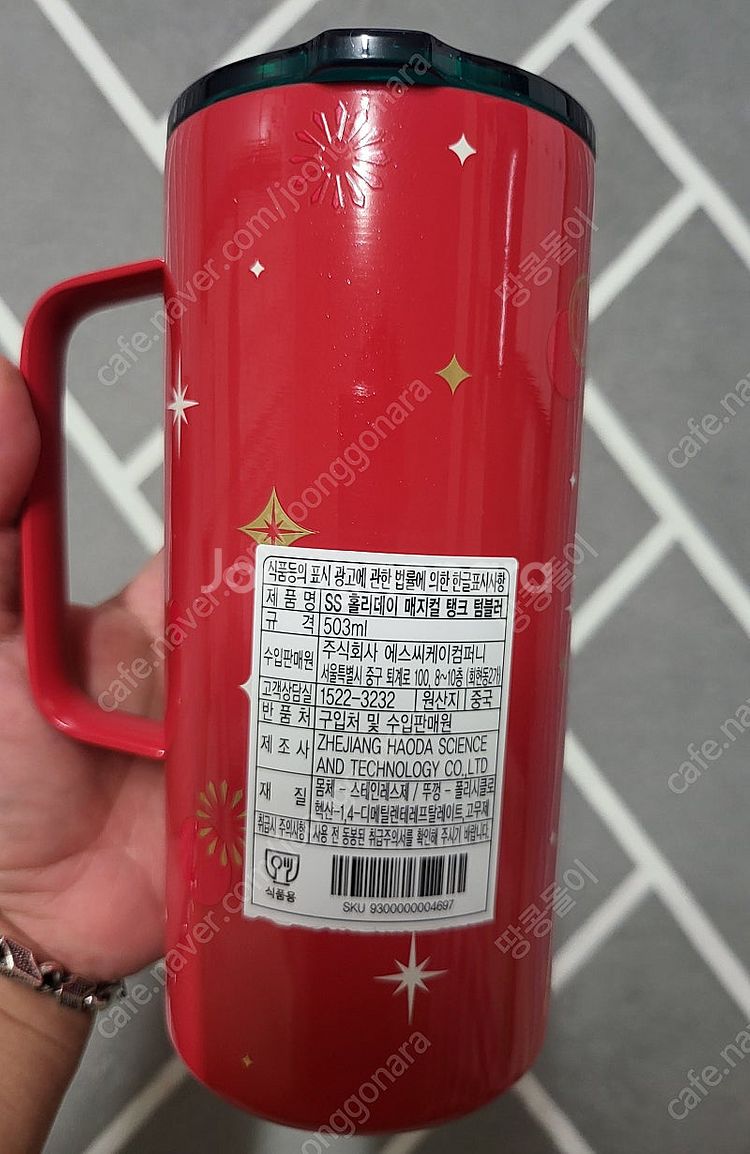 식품등의 표시 광고에 관한 법률에 의한 한글표시사항
제 품 명 SS 홀리데이 매지컬 탱크 텀블러
규 격 503ml
수입판매원 주식회사 에스씨케이컴퍼니
서울특별시 중구 퇴계로 100, 8~10층 (회현동2가)
고객상담실 1522-3232 원산지 중국
반 품 처 구입처 및 수입판매원
제 조 사 ZHEJIANG HAODA SCIENCE
AND TECHNOLOGY CO.,LTD
재 질 몸체 - 스테인레스제 / 뚜껑 - 폴리시클로
헥산-1,4-디메틸렌테레프탈레이트,고무제
취급시 주의사항 사용 전 동봉된 취급주의서를 확인해 주시기 바랍니다.
식품용
SKU 9300000004697
cafe.naver.com/joonggonara
땅콩돌이